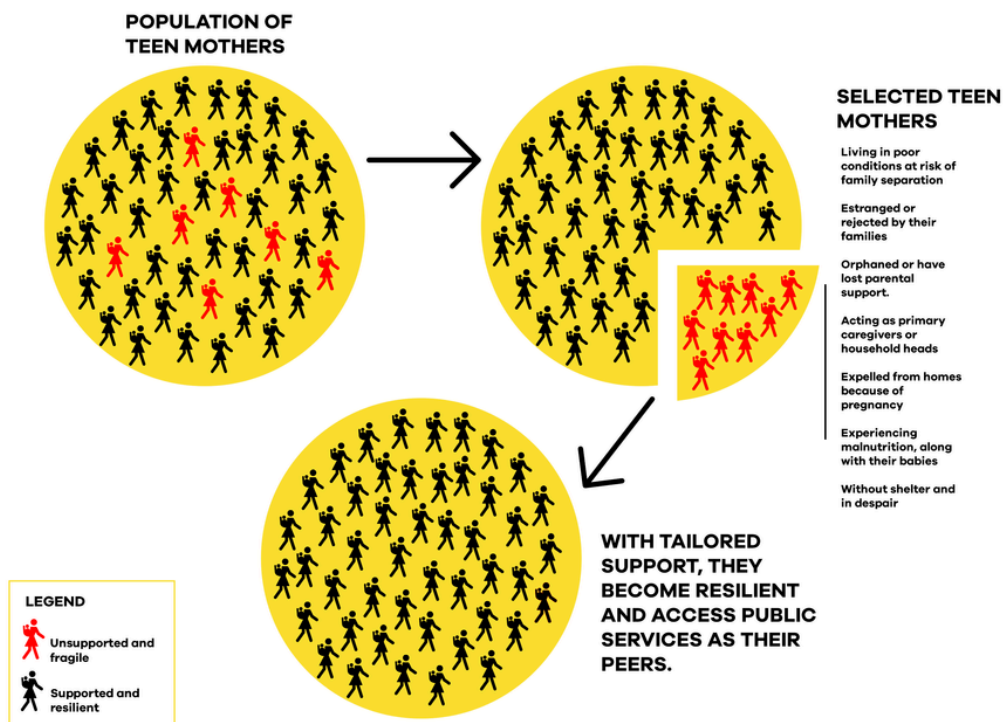 POPULATION OF
TEEN MOTHERS
SELECTED TEEN
MOTHERS
Living in poor
conditions at risk of
family separation
Estranged or
rejected by their
families
Orphaned or have
lost parental
support.
Acting as primary
caregivers or
household heads
Expelled from homes
because of
pregnancy
Experiencing
malnutrition, along
with their babies
Without shelter and
in despair
WITH TAILORED
SUPPORT, THEY
BECOME RESILIENT
AND ACCESS PUBLIC
SERVICES AS THEIR
PEERS.
LEGEND
Unsupported and
fragile
Supported and
resilient